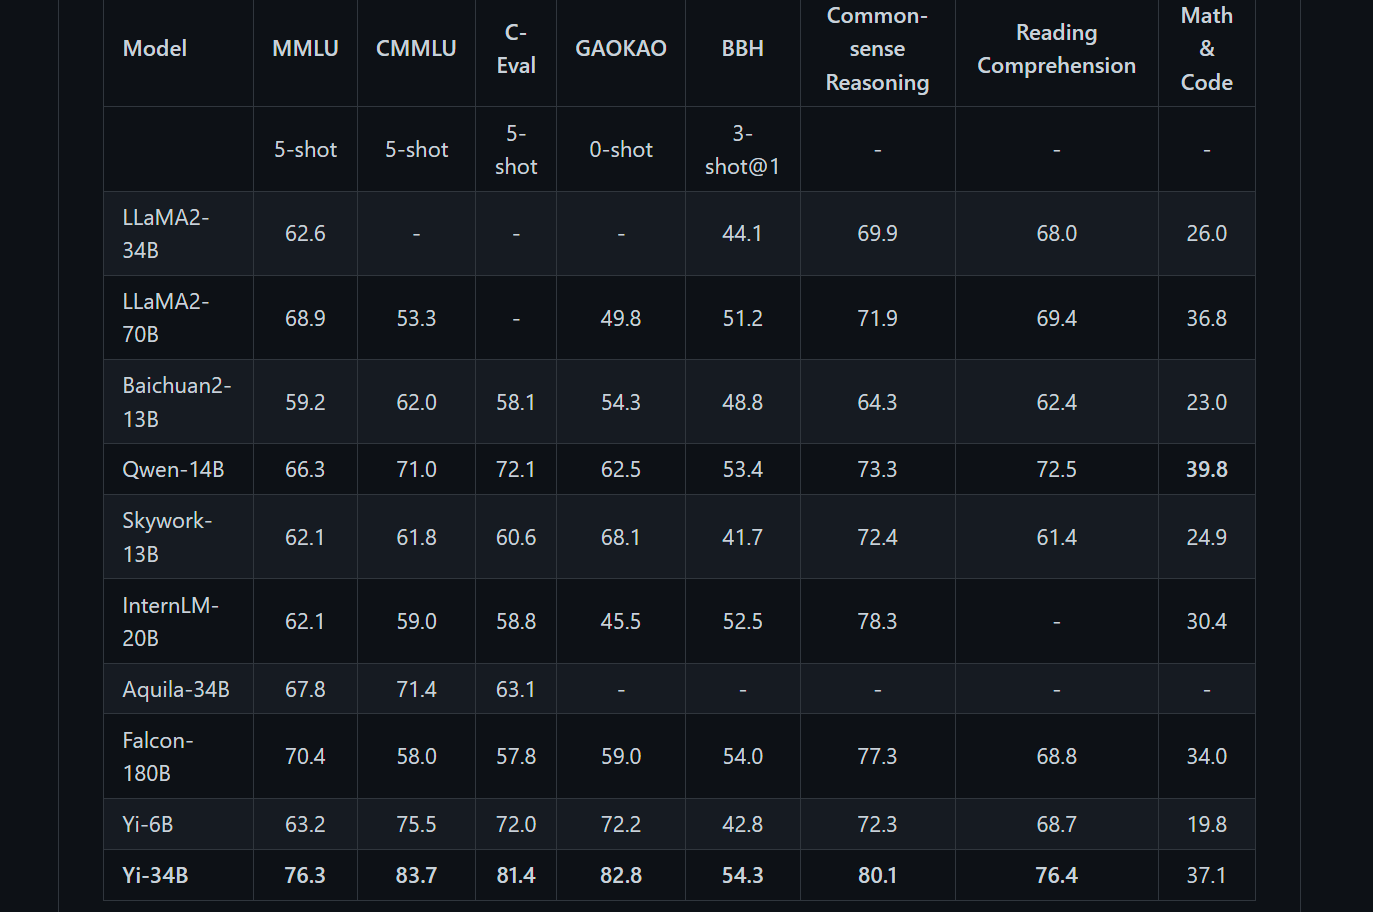 Model MMLU CMMLU C-Eval GAOKAO BBH Common-sense Reasoning Reading Comprehension Math & Code
5-shot 5-shot 5-shot 0-shot 3-shot@1 - - -
LLaMA2-34B 62.6 - - - 44.1 69.9 68.0 26.0
LLaMA2-70B 68.9 53.3 - 49.8 51.2 71.9 69.4 36.8
Baichuan2-13B 59.2 62.0 58.1 54.3 48.8 64.3 62.4 23.0
Qwen-14B 66.3 71.0 72.1 62.5 53.4 73.3 72.5 39.8
Skywork-13B 62.1 61.8 60.6 68.1 41.7 72.4 61.4 24.9
InternLM-20B 62.1 59.0 58.8 45.5 52.5 78.3 - 30.4
Aquila-34B 67.8 71.4 63.1 - - - - -
Falcon-180B 70.4 58.0 57.8 59.0 54.0 77.3 68.8 34.0
Yi-6B 63.2 75.5 72.0 72.2 42.8 72.3 68.7 19.8
Yi-34B 76.3 83.7 81.4 82.8 54.3 80.1 76.4 37.1